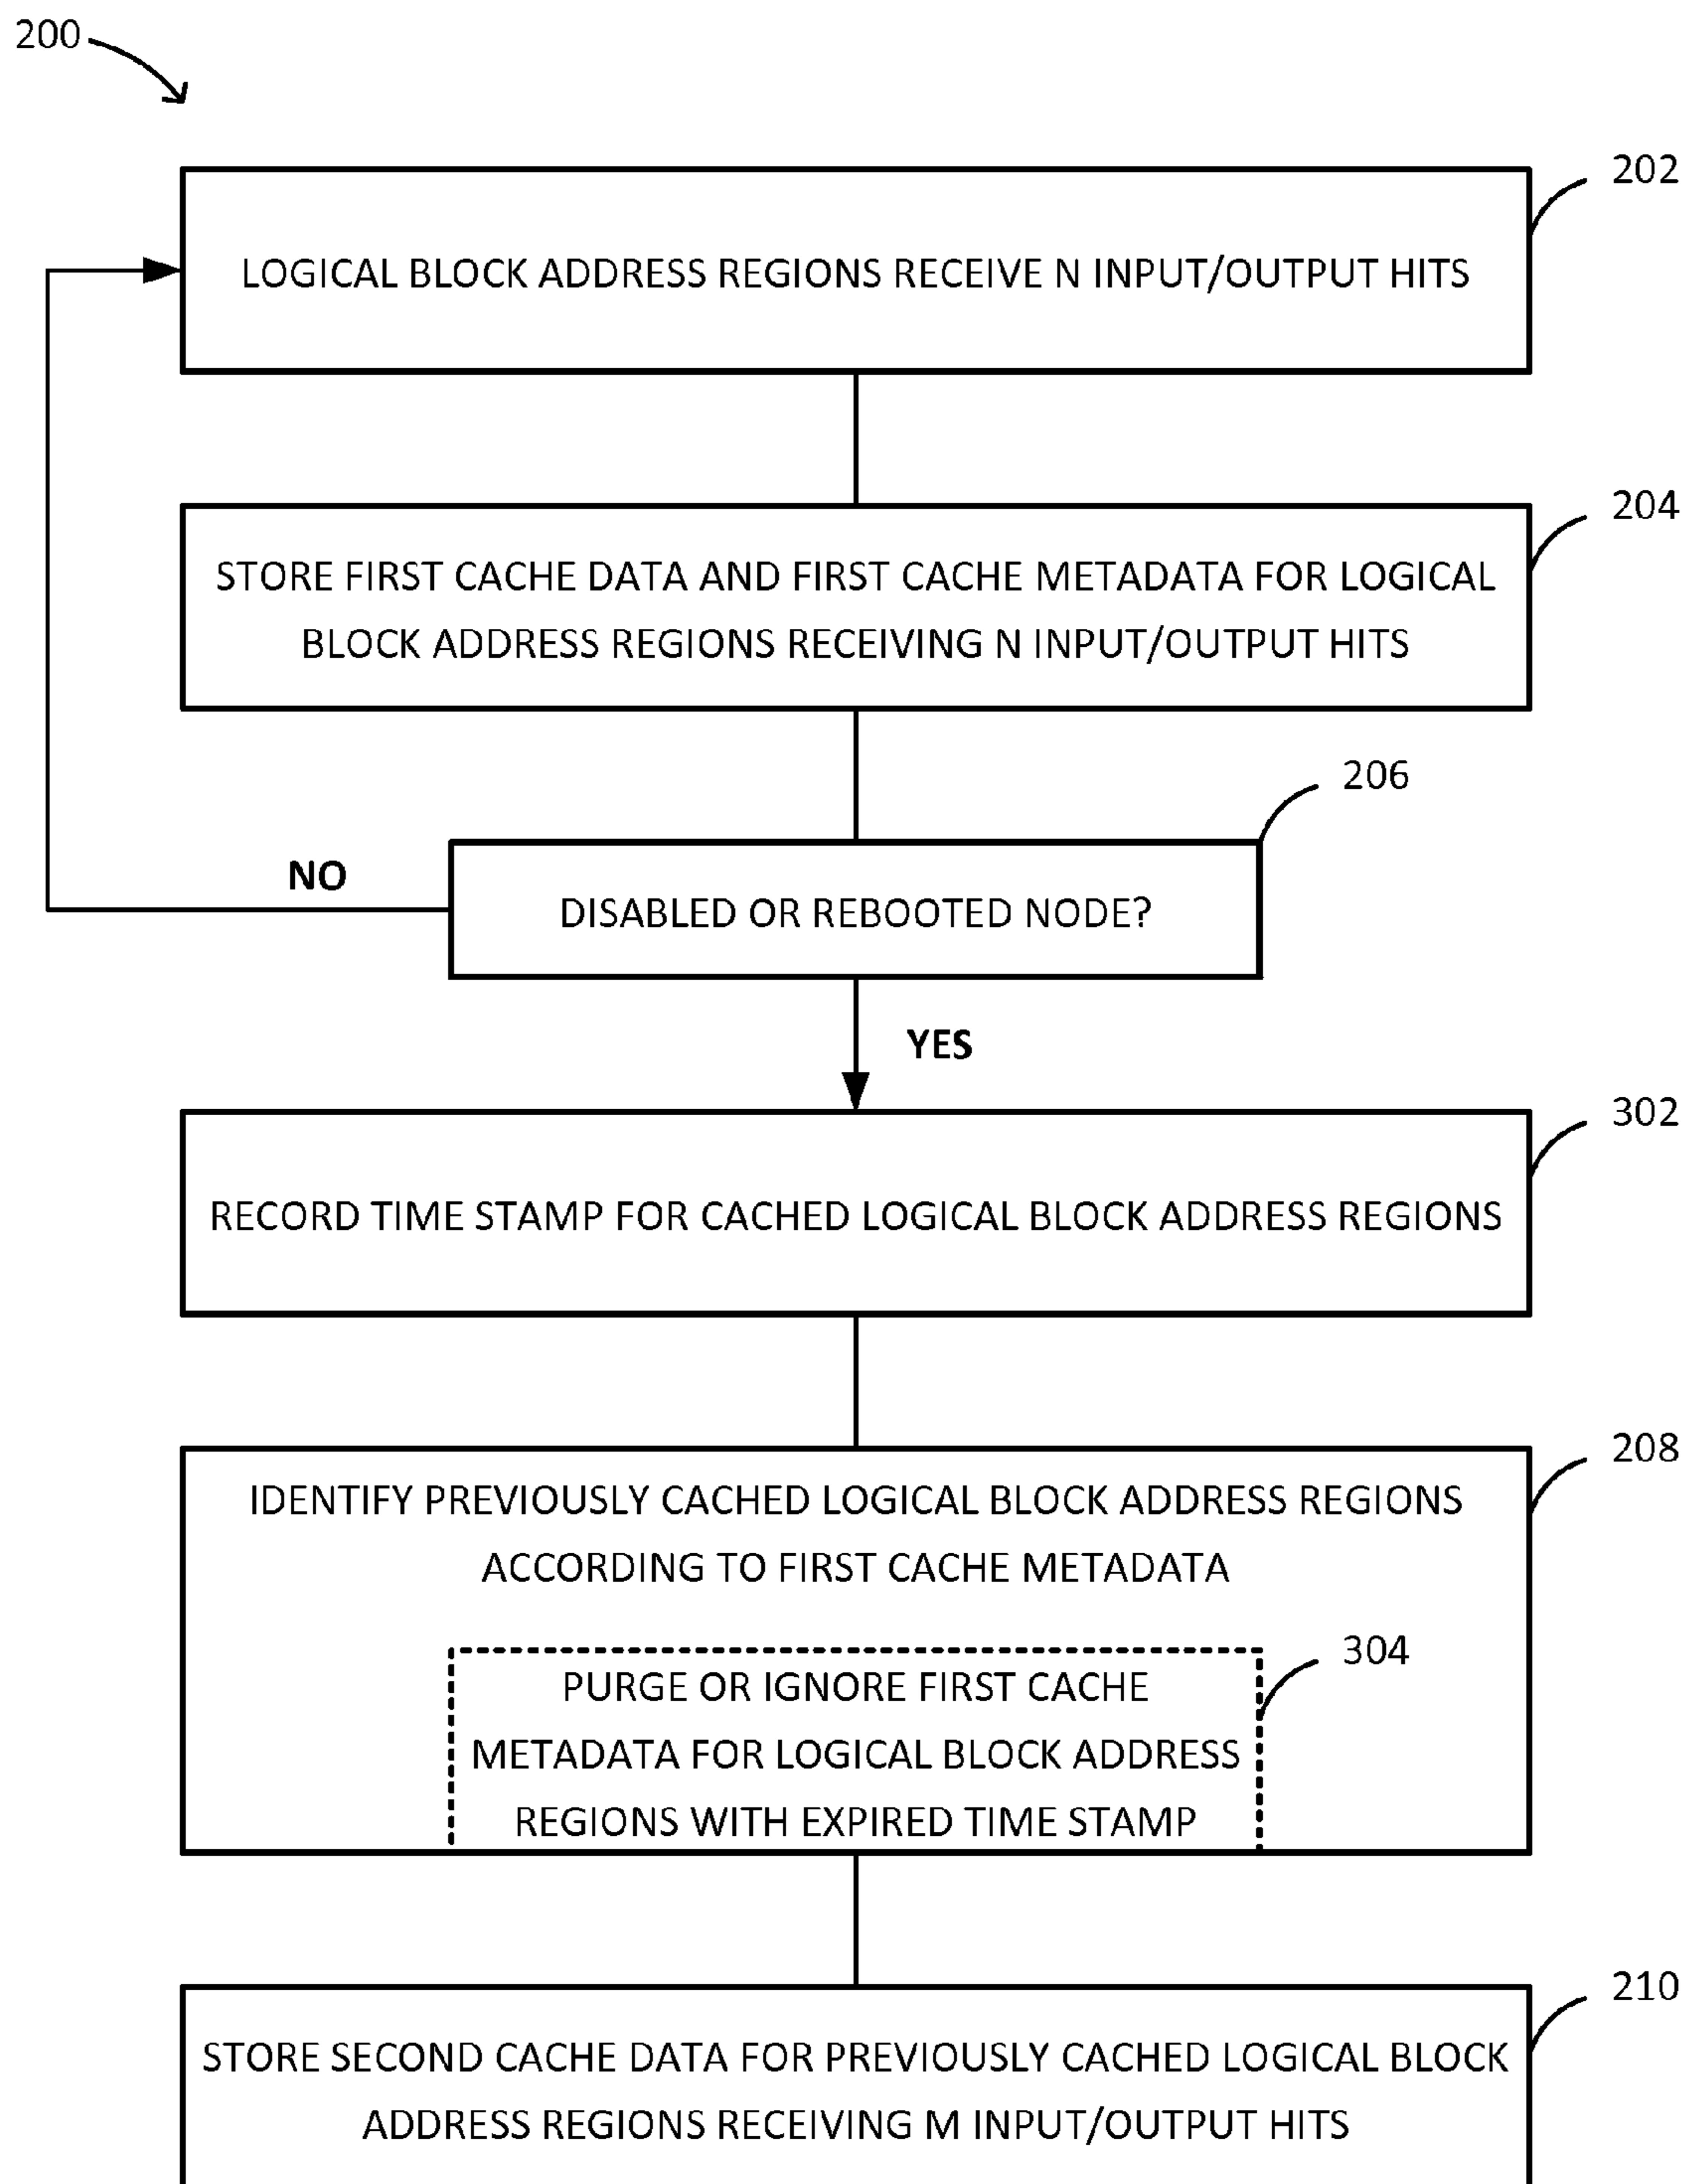 200
202
LOGICAL BLOCK ADDRESS REGIONS RECEIVE N INPUT/OUTPUT HITS
204
STORE FIRST CACHE DATA AND FIRST CACHE METADATA FOR LOGICAL
BLOCK ADDRESS REGIONS RECEIVING N INPUT/OUTPUT HITS
206
NO
DISABLED OR REBOOTED NODE?
YES
302
RECORD TIME STAMP FOR CACHED LOGICAL BLOCK ADDRESS REGIONS
208
IDENTIFY PREVIOUSLY CACHED LOGICAL BLOCK ADDRESS REGIONS
ACCORDING TO FIRST CACHE METADATA
304
PURGE OR IGNORE FIRST CACHE
METADATA FOR LOGICAL BLOCK ADDRESS
REGIONS WITH EXPIRED TIME STAMP
210
STORE SECOND CACHE DATA FOR PREVIOUSLY CACHED LOGICAL BLOCK
ADDRESS REGIONS RECEIVING M INPUT/OUTPUT HITS